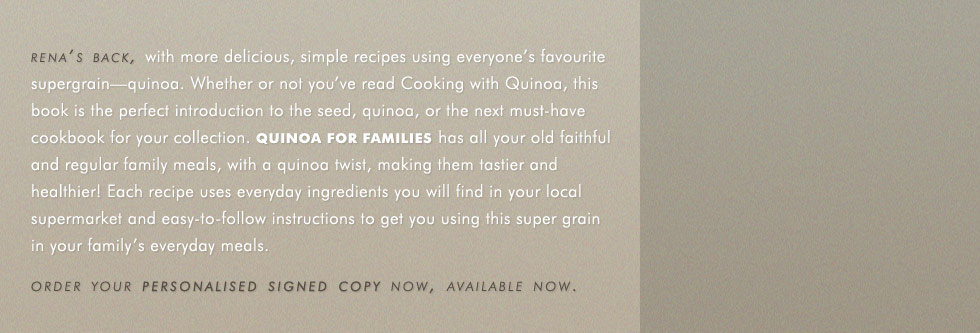 RENA'S BACK, with more delicious, simple recipes using everyone's favourite
supergrain—quinoa. Whether or not you've read Cooking with Quinoa, this
book is the perfect introduction to the seed, quinoa, or the next must-have
cookbook for your collection. QUINOA FOR FAMILIES has all your old faithful
and regular family meals, with a quinoa twist, making them tastier and
healthier! Each recipe uses everyday ingredients you will find in your local
supermarket and easy-to-follow instructions to get you using this super grain
in your family's everyday meals.
ORDER YOUR PERSONALISED SIGNED COPY NOW, AVAILABLE NOW.